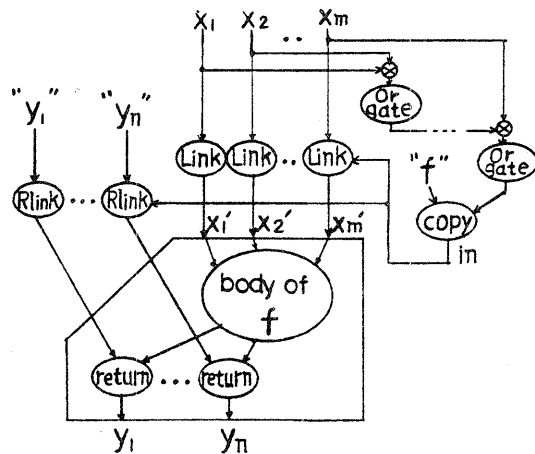 x1 x2 .. xm
"y1" "yn"
Or gate
Or gate
Link Link .. Link
"f"
Rlink ... Rlink
copy
in
x1' x2' xm'
body of f
return ... return
y1 yn